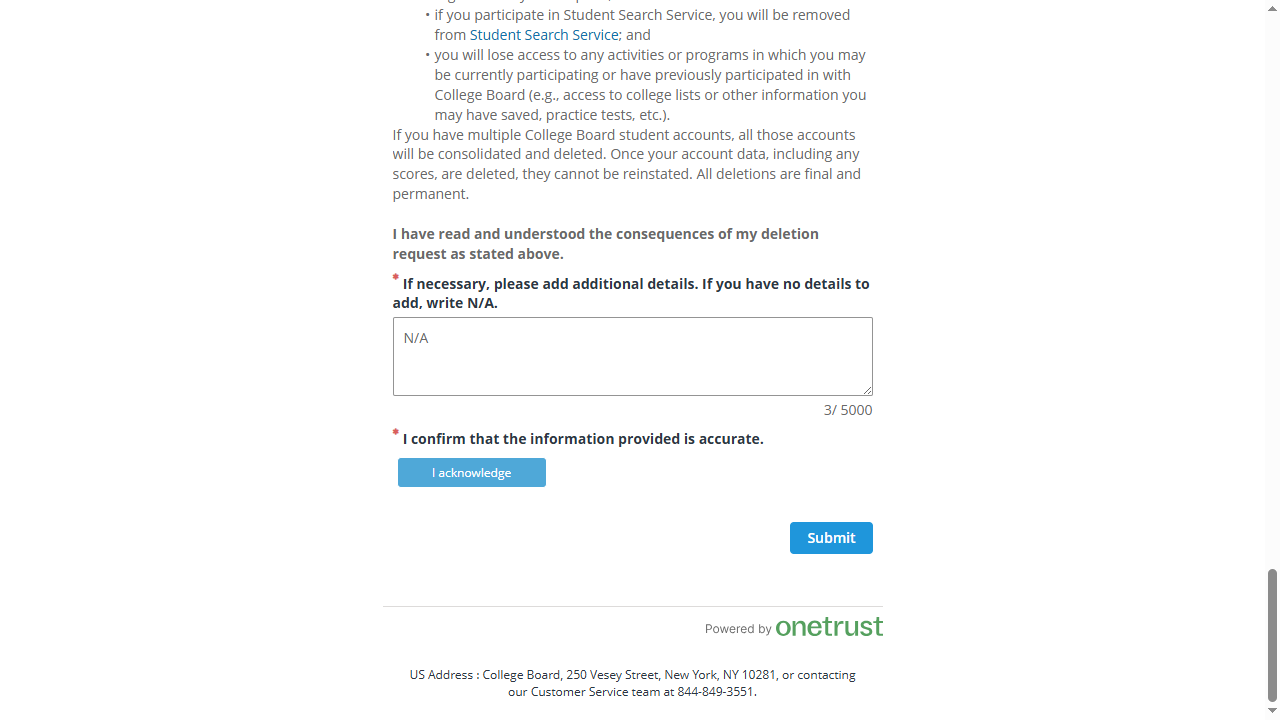 • if you participate in Student Search Service, you will be removed
from Student Search Service; and
• you will lose access to any activities or programs in which you may
be currently participating or have previously participated in with
College Board (e.g., access to college lists or other information you
may have saved, practice tests, etc.).
If you have multiple College Board student accounts, all those accounts
will be consolidated and deleted. Once your account data, including any
scores, are deleted, they cannot be reinstated. All deletions are final and
permanent.
I have read and understood the consequences of my deletion
request as stated above.
* If necessary, please add additional details. If you have no details to
add, write N/A.
N/A
3/ 5000
* I confirm that the information provided is accurate.
I acknowledge
Submit
Powered by onetrust
US Address : College Board, 250 Vesey Street, New York, NY 10281, or contacting
our Customer Service team at 844-849-3551.